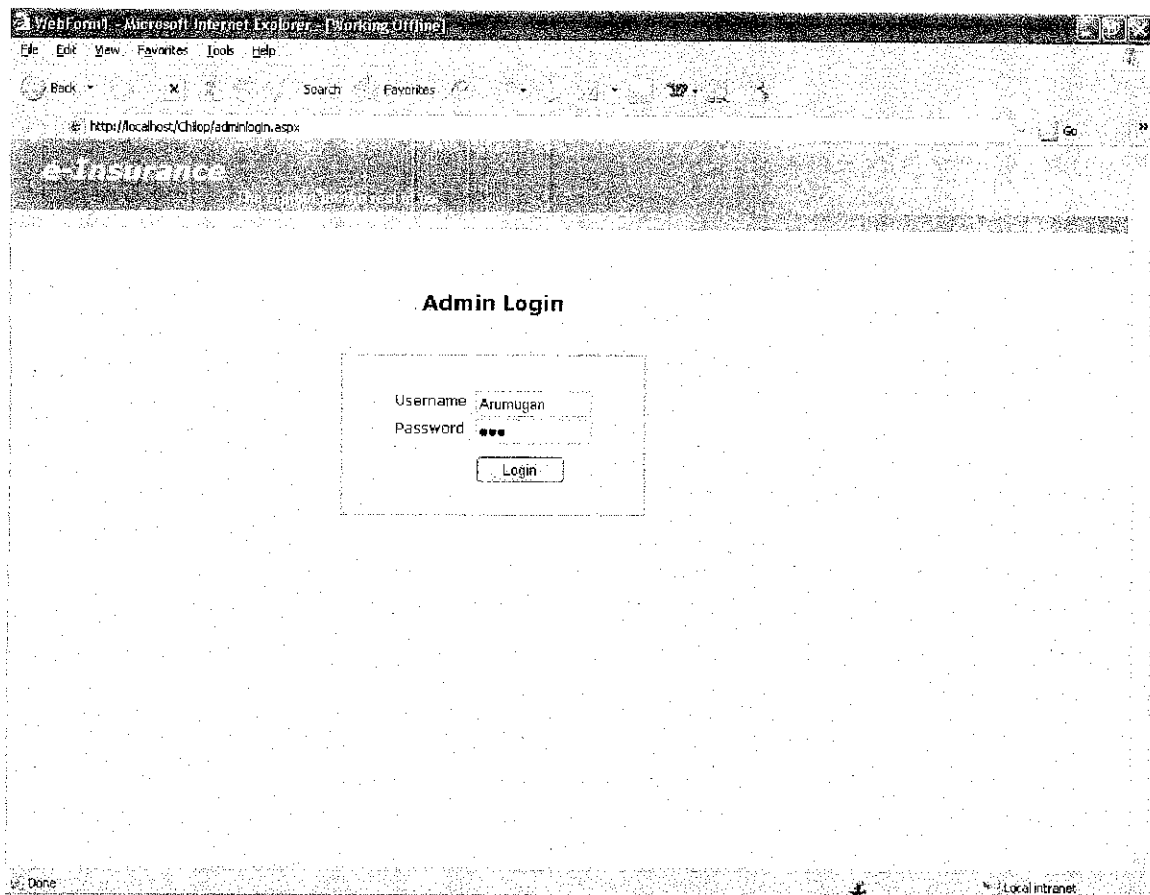 WebForm1 - Microsoft Internet Explorer - [Working Offline]
File Edit View Favorites Tools Help
Back Search Favorites
http://localhost/Chilop/adminlogin.aspx Go »
e-Insurance
Admin Login
Username Arumugan
Password •••
Login
Done Local intranet